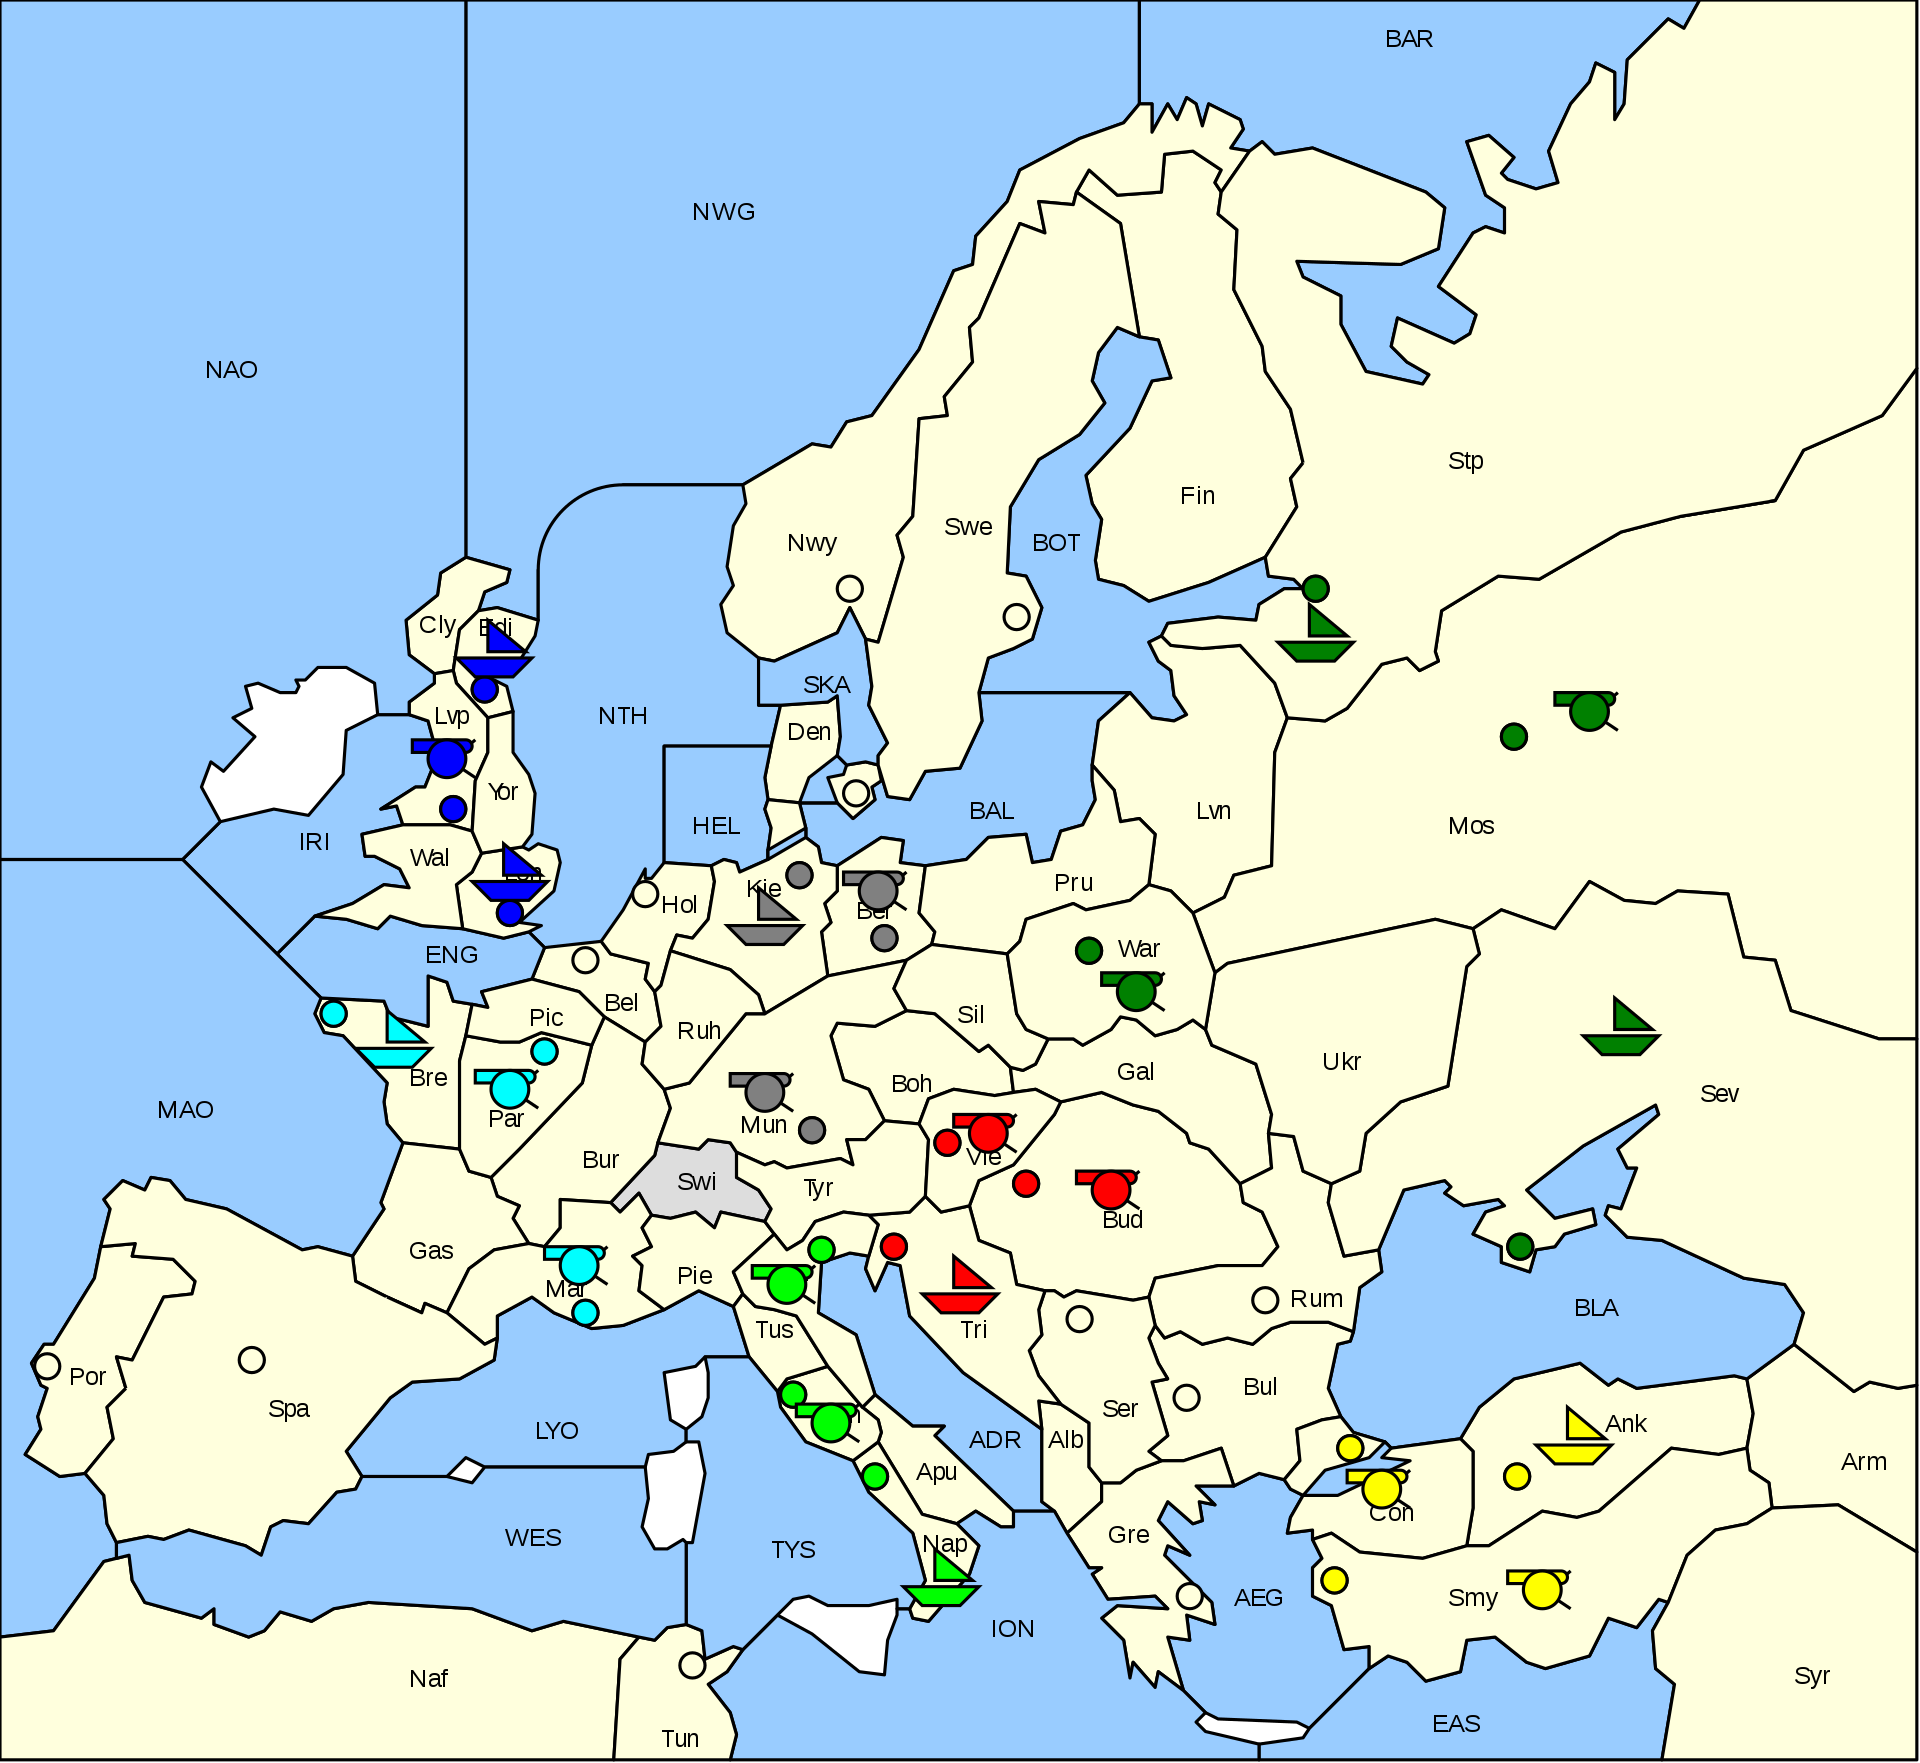 BAR
NWG
NAO
Stp
Fin
Swe
Nwy
BOT
Cly
Edi
SKA
Lvp
NTH
Den
Yor
BAL
Lvn
HEL
Mos
IRI
Wal
Kie
Pru
Hol
Ber
War
ENG
Bel
Pic
Sil
Ruh
Ukr
Gal
Bre
Boh
Sev
MAO
Par
Mun
Vie
Bur
Swi
Tyr
Bud
Gas
Pie
Mar
Rum
BLA
Tus
Tri
Por
Bul
Spa
Ser
Ank
LYO
ADR
Alb
Arm
Apu
Con
WES
Gre
Nap
TYS
AEG
Smy
ION
Naf
Syr
EAS
Tun